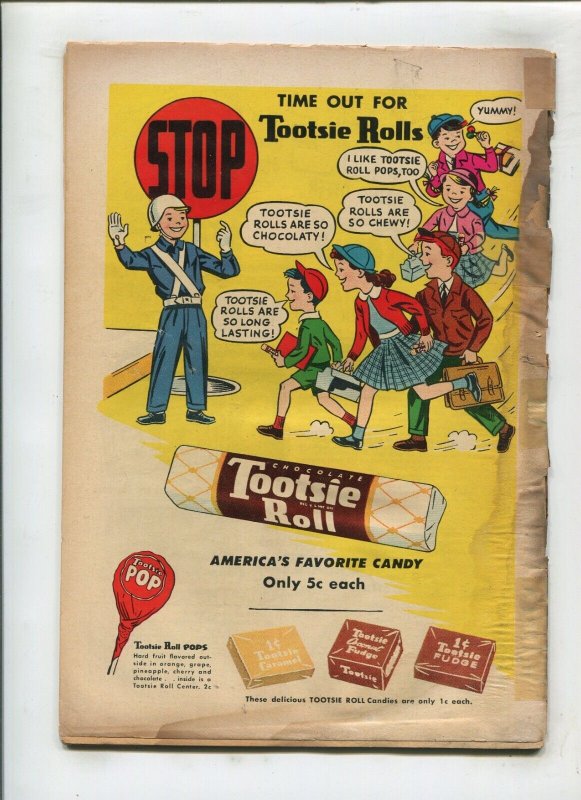 TIME OUT FOR
Tootsie Rolls
STOP
YUMMY!
I LIKE TOOTSIE
ROLL POPS, TOO
TOOTSIE
ROLLS ARE
SO CHEWY!
TOOTSIE
ROLLS ARE SO
CHOCOLATY!
TOOTSIE
ROLLS ARE
SO LONG
LASTING!
CHOCOLATE
Tootsie
Roll
AMERICA'S FAVORITE CANDY
Only 5c each
Tootsie
POP
Tootsie Roll POPS
Hard fruit flavored out-
side in orange, grape,
pineapple, cherry and
chocolate . . inside is a
Tootsie Roll Center. 2c
1¢
Tootsie
Caramel
Tootsie
Coconut
Fudge
Tootsie
1¢
Tootsie
FUDGE
These delicious TOOTSIE ROLL Candies are only 1c each.